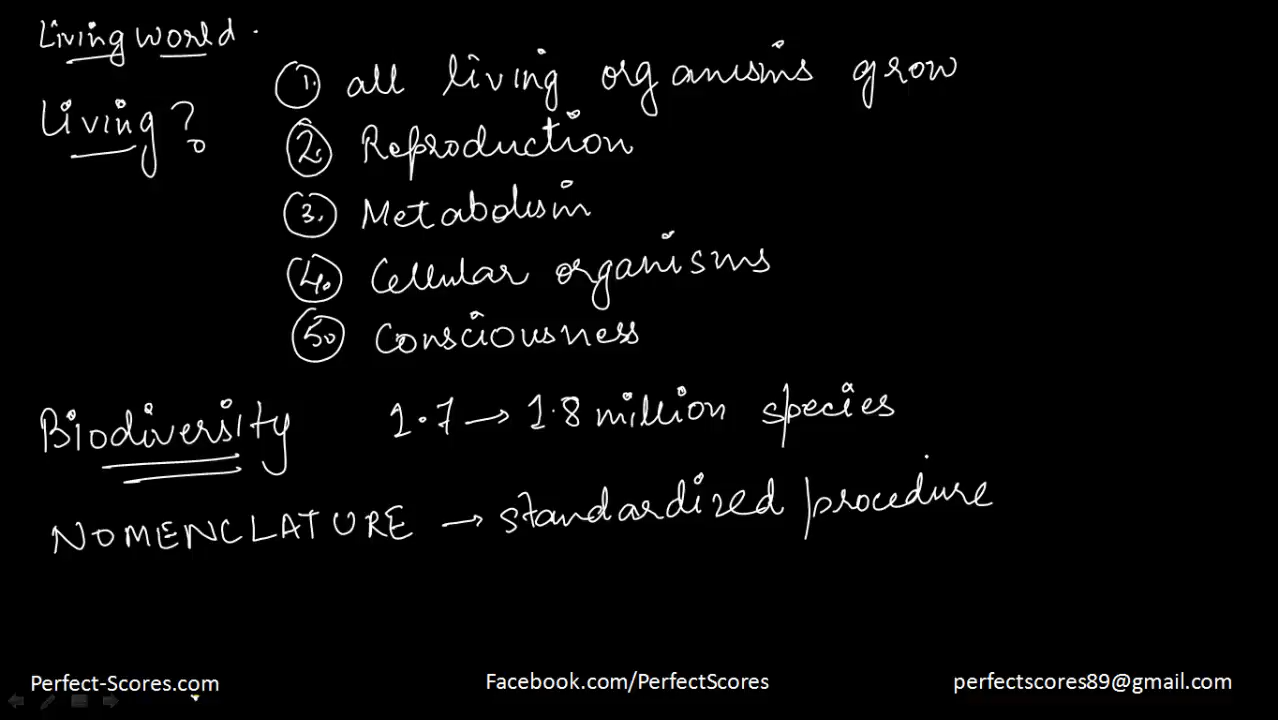 Living world.
Living?
1. all living organisms grow
2. Reproduction
3. Metabolism
4. Cellular organisms
5. Consciousness
Biodiversity 1.7 → 1.8 million species
NOMENCLATURE → standardized procedure
Perfect-Scores.com Facebook.com/PerfectScores perfectscores89@gmail.com